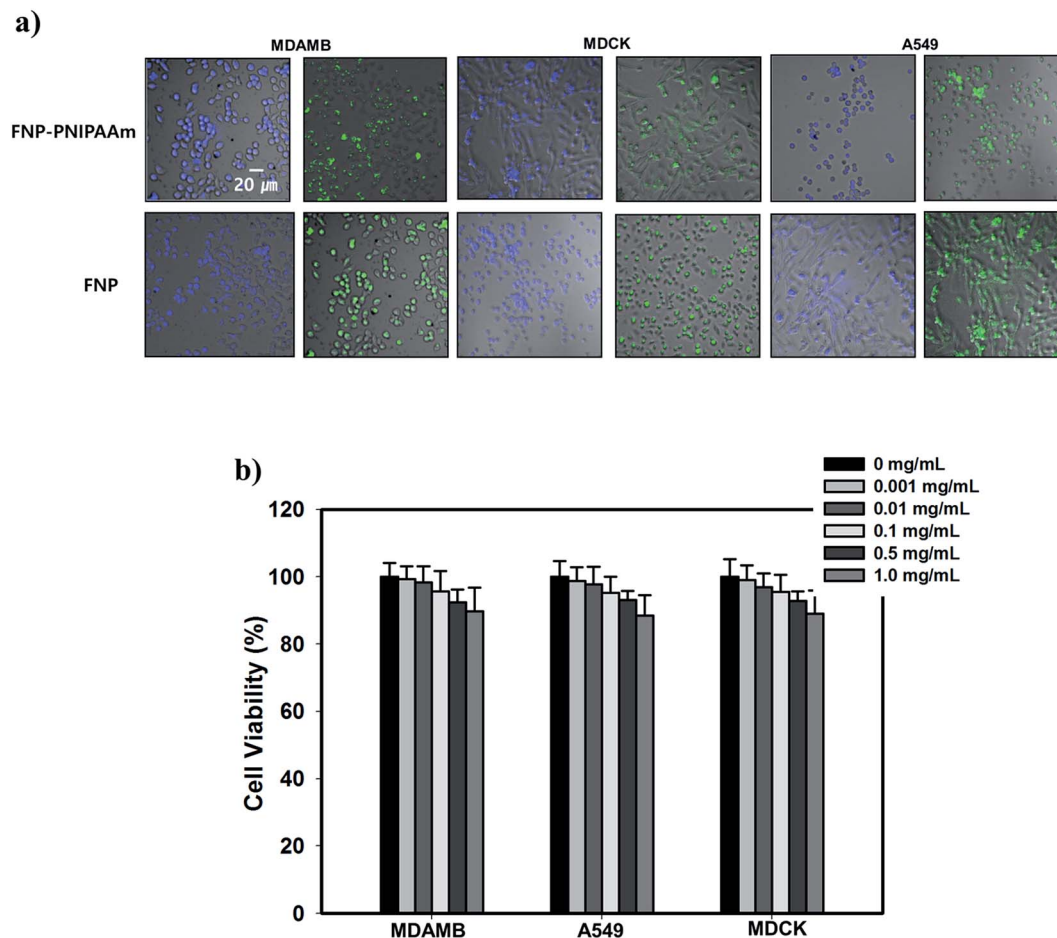 a)
MDAMB MDCK A549
FNP-PNIPAAm
20 µm
FNP
b)
0 mg/mL
0.001 mg/mL
0.01 mg/mL
0.1 mg/mL
0.5 mg/mL
1.0 mg/mL
120
100
80
60
40
20
0
Cell Viability (%)
MDAMB A549 MDCK